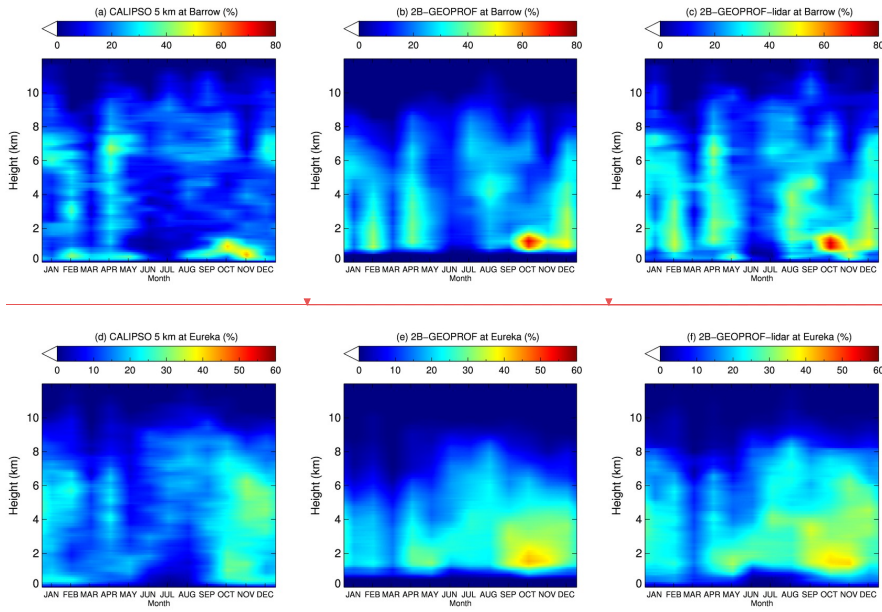 (a) CALIPSO 5 km at Barrow (%)
0 20 40 60 80
Height (km)
10
8
6
4
2
0
JAN FEB MAR APR MAY JUN JUL AUG SEP OCT NOV DEC
Month
(b) 2B-GEOPROF at Barrow (%)
0 20 40 60 80
Height (km)
10
8
6
4
2
0
JAN FEB MAR APR MAY JUN JUL AUG SEP OCT NOV DEC
Month
(c) 2B-GEOPROF-lidar at Barrow (%)
0 20 40 60 80
Height (km)
10
8
6
4
2
0
JAN FEB MAR APR MAY JUN JUL AUG SEP OCT NOV DEC
Month
(d) CALIPSO 5 km at Eureka (%)
0 10 20 30 40 50 60
Height (km)
10
8
6
4
2
0
JAN FEB MAR APR MAY JUN JUL AUG SEP OCT NOV DEC
Month
(e) 2B-GEOPROF at Eureka (%)
0 10 20 30 40 50 60
Height (km)
10
8
6
4
2
0
JAN FEB MAR APR MAY JUN JUL AUG SEP OCT NOV DEC
Month
(f) 2B-GEOPROF-lidar at Eureka (%)
0 10 20 30 40 50 60
Height (km)
10
8
6
4
2
0
JAN FEB MAR APR MAY JUN JUL AUG SEP OCT NOV DEC
Month